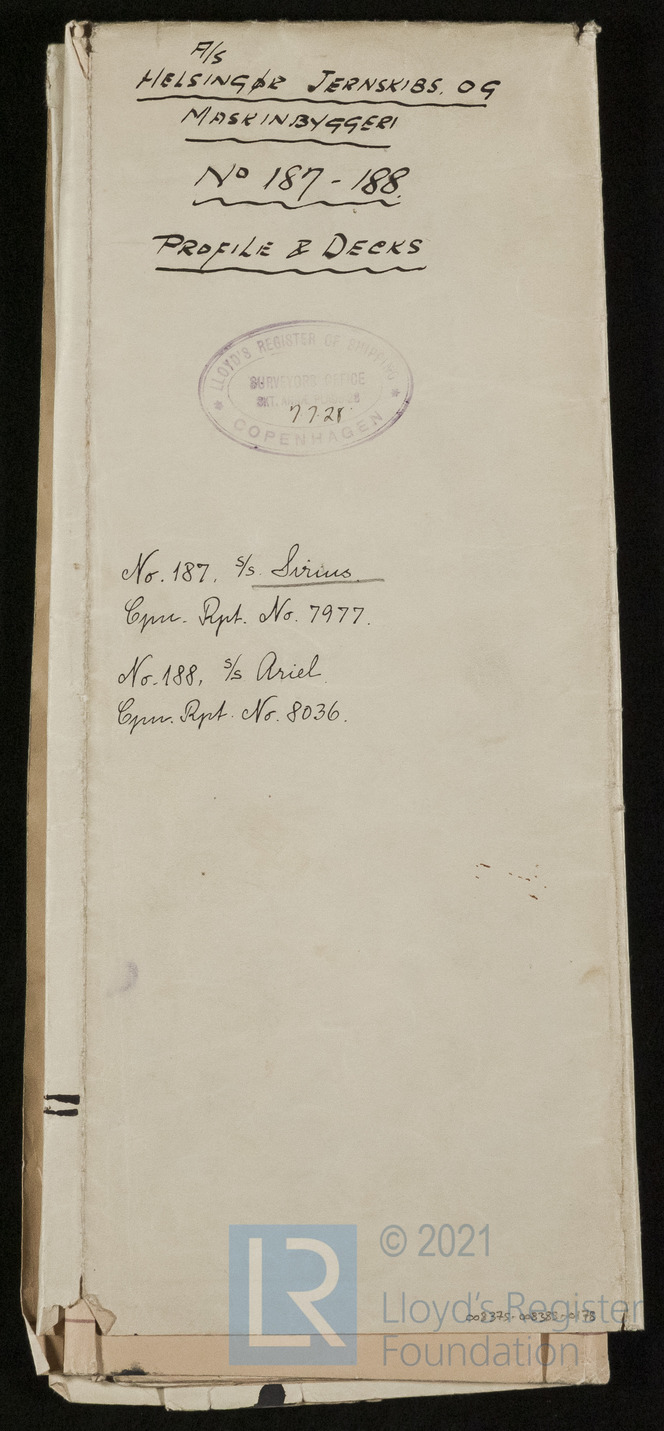 A/S
HELSINGØR JERNSKIBS. OG
MASKINBYGGERI
No 187-188.
PROFILE & DECKS
LLOYD'S REGISTER OF SHIPPING
SURVEYORS OFFICE
7.7.28.
COPENHAGEN
No. 187. s/s. Sirius.
Cpn. Rpt. No. 7977.
No. 188, s/s Ariel.
Cpn. Rpt. No. 8036.
LR
© 2021
Lloyd's Register
Foundation